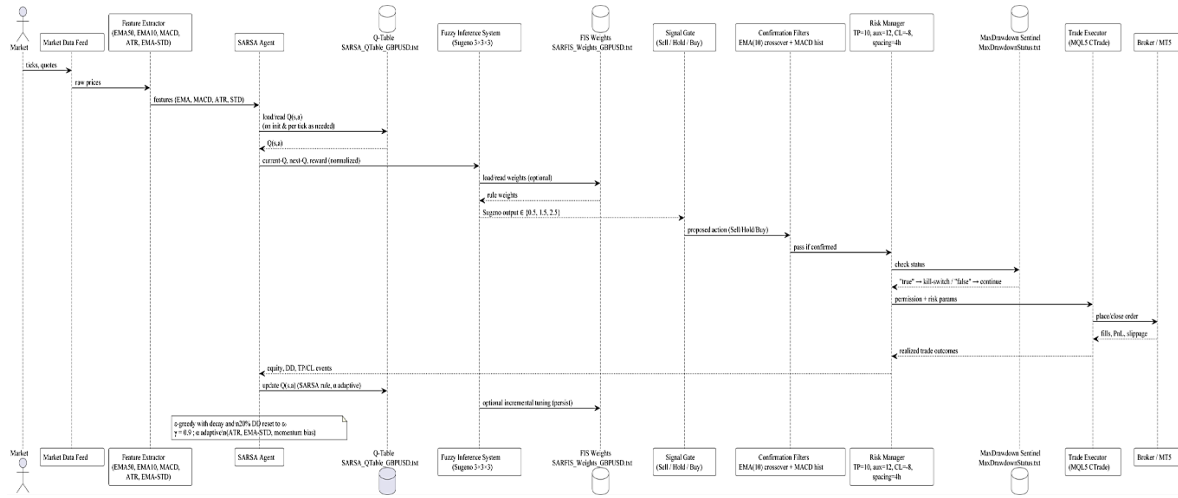 Market
Market Data Feed
Feature Extractor
(EMA50, EMA10, MACD,
ATR, EMA-STD)
SARSA Agent
Q-Table
SARSA_QTable_GBPUSD.txt
Fuzzy Inference System
(Sugeno 3×3×3)
FIS Weights
SARFIS_Weights_GBPUSD.txt
Signal Gate
(Sell / Hold / Buy)
Confirmation Filters
EMA(10) crossover + MACD hist
Risk Manager
TP=10, aux=12, CL=-8,
spacing=4h
MaxDrawdown Sentinel
MaxDrawdownStatus.txt
Trade Executor
(MQL5 CTrade)
Broker / MT5
ticks, quotes
raw prices
features (EMA, MACD, ATR, STD)
load/read Q(s,a)
(on init & per tick as needed)
Q(s,a)
current-Q, next-Q, reward (normalized)
load/read weights (optional)
rule weights
Sugeno output ∈ [0.5, 1.5, 2.5]
proposed action (Sell/Hold/Buy)
pass if confirmed
check status
"true" → kill-switch / "false" → continue
permission + risk params
place/close order
fills, PnL, slippage
realized trade outcomes
equity, DD, TP/CL events
update Q(s,a) (SARSA rule, α adaptive)
optional incremental tuning (persist)
ε-greedy with decay and n20% DD reset to ε₀
γ = 0.9 ; α adaptive\n(ATR, EMA-STD, momentum bias)
Market
Market Data Feed
Feature Extractor
(EMA50, EMA10, MACD,
ATR, EMA-STD)
SARSA Agent
Q-Table
SARSA_QTable_GBPUSD.txt
Fuzzy Inference System
(Sugeno 3×3×3)
FIS Weights
SARFIS_Weights_GBPUSD.txt
Signal Gate
(Sell / Hold / Buy)
Confirmation Filters
EMA(10) crossover + MACD hist
Risk Manager
TP=10, aux=12, CL=-8,
spacing=4h
MaxDrawdown Sentinel
MaxDrawdownStatus.txt
Trade Executor
(MQL5 CTrade)
Broker / MT5